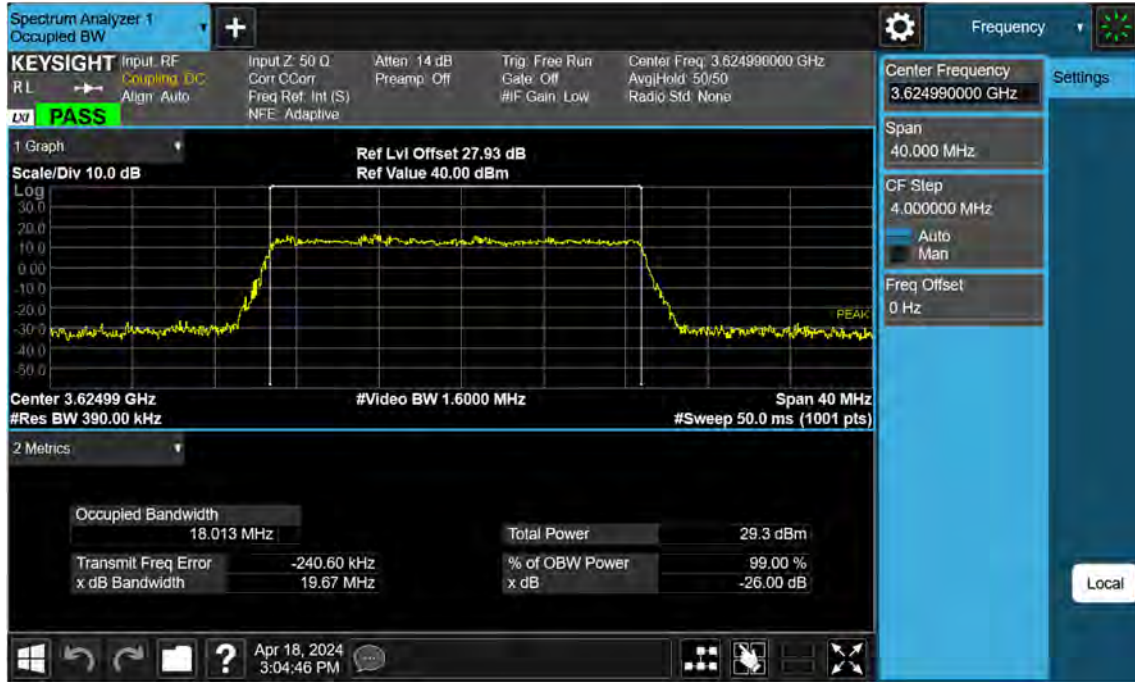 Spectrum Analyzer 1
Occupied BW
+
Frequency
KEYSIGHT
RL
LXI
PASS
Input: RF
Coupling: DC
Align: Auto
Input Z: 50 Ω
Corr CCorr
Freq Ref: Int (S)
NFE: Adaptive
Atten: 14 dB
Preamp: Off
Trig: Free Run
Gate: Off
#IF Gain: Low
Center Freq: 3.624990000 GHz
Avg|Hold: 50/50
Radio Std: None
1 Graph
Scale/Div 10.0 dB
Ref Lvl Offset 27.93 dB
Ref Value 40.00 dBm
Log
30.0
20.0
10.0
0.00
-10.0
-20.0
-30.0
-40.0
-50.0
PEAK
Center 3.62499 GHz
#Video BW 1.6000 MHz
Span 40 MHz
#Res BW 390.00 kHz
#Sweep 50.0 ms (1001 pts)
2 Metrics
Occupied Bandwidth
18.013 MHz
Total Power 29.3 dBm
Transmit Freq Error -240.60 kHz
% of OBW Power 99.00 %
x dB Bandwidth 19.67 MHz
x dB -26.00 dB
Center Frequency
3.624990000 GHz
Settings
Span
40.000 MHz
CF Step
4.000000 MHz
Auto
Man
Freq Offset
0 Hz
Local
?
Apr 18, 2024
3:04:46 PM